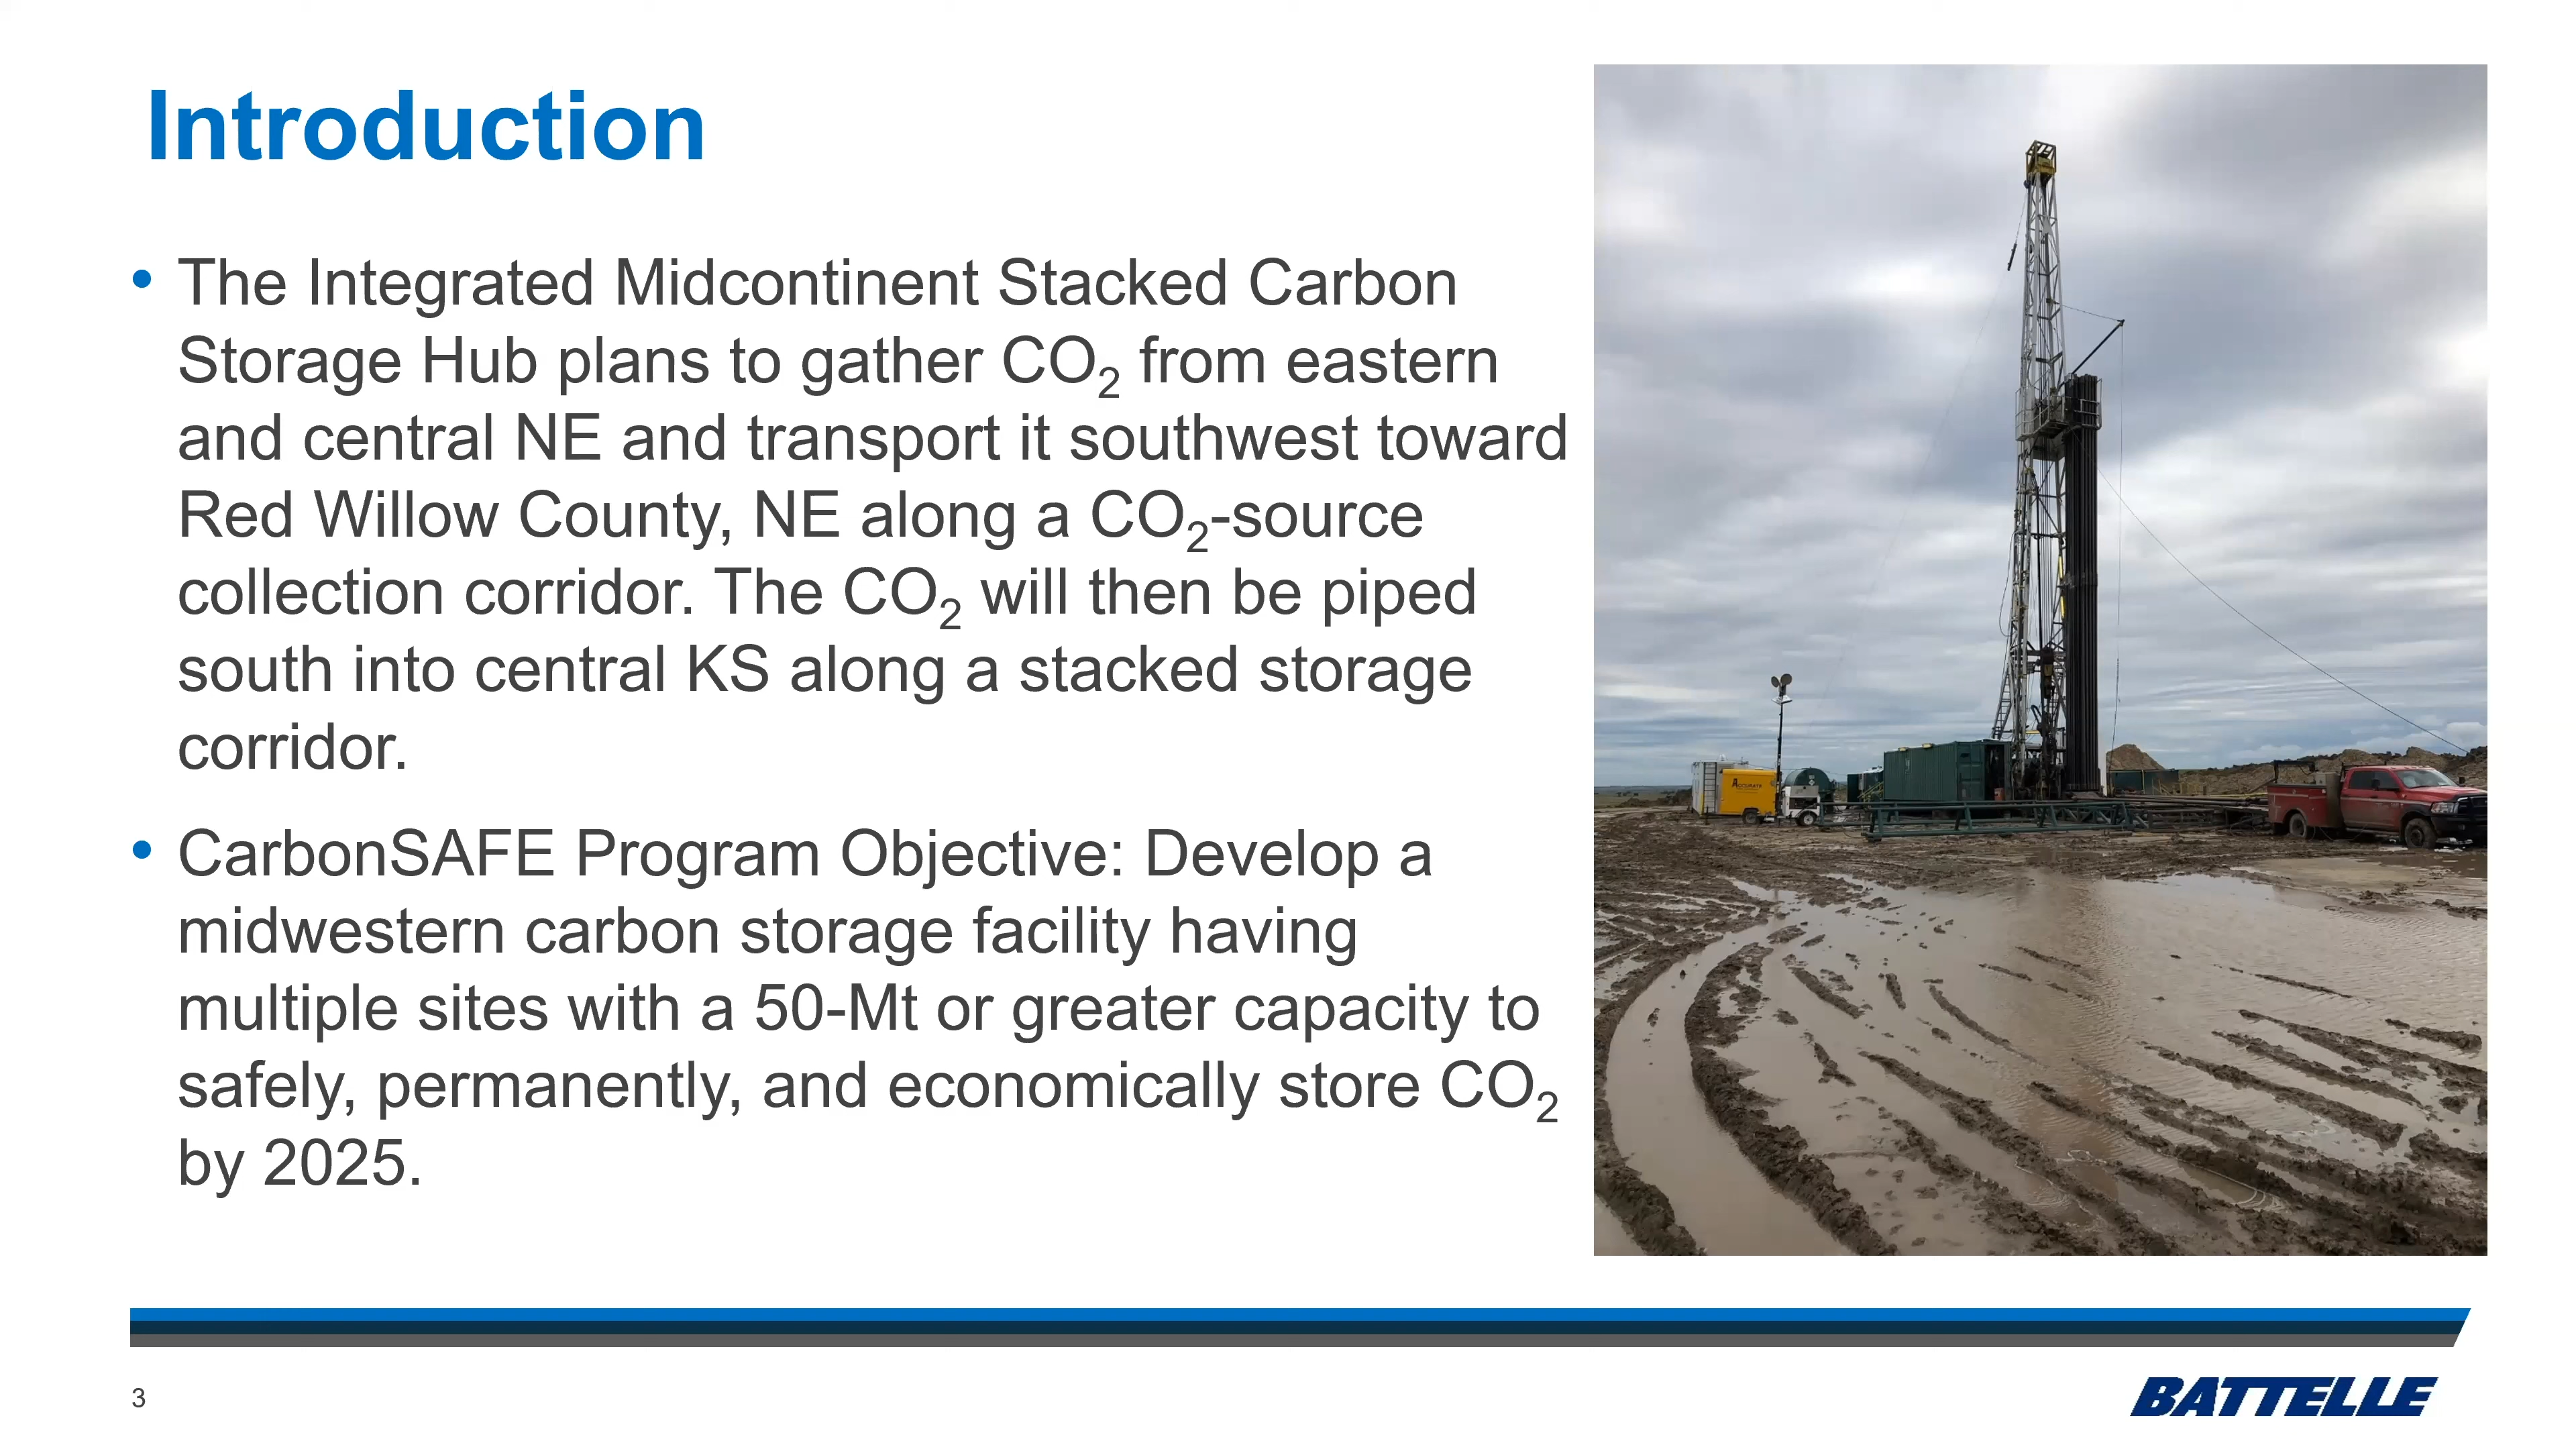 Introduction
• The Integrated Midcontinent Stacked Carbon
Storage Hub plans to gather CO₂ from eastern
and central NE and transport it southwest toward
Red Willow County, NE along a CO₂-source
collection corridor. The CO₂ will then be piped
south into central KS along a stacked storage
corridor.
• CarbonSAFE Program Objective: Develop a
midwestern carbon storage facility having
multiple sites with a 50-Mt or greater capacity to
safely, permanently, and economically store CO₂
by 2025.
ACCURATE
3
BATTELLE